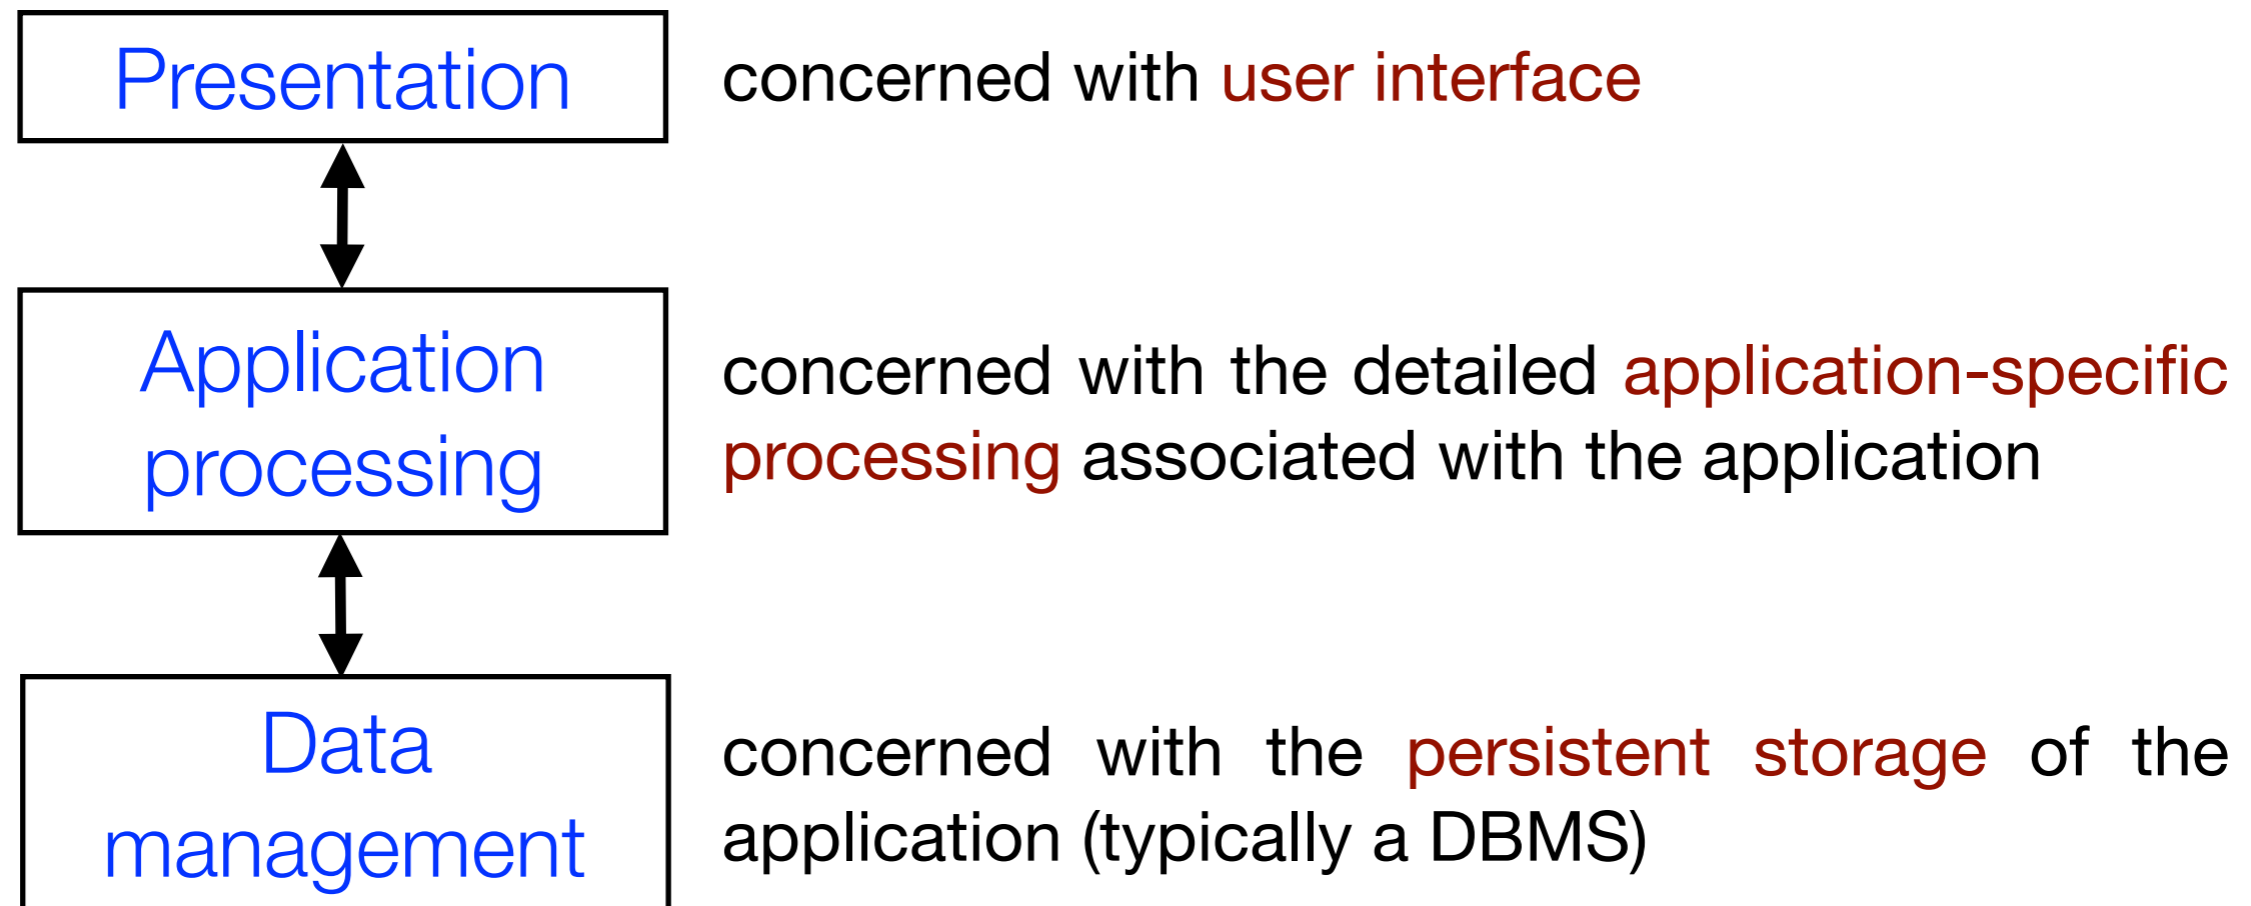 Presentation
concerned with user interface
Application
processing
concerned with the detailed application-specific
processing associated with the application
Data
management
concerned with the persistent storage of the
application (typically a DBMS)